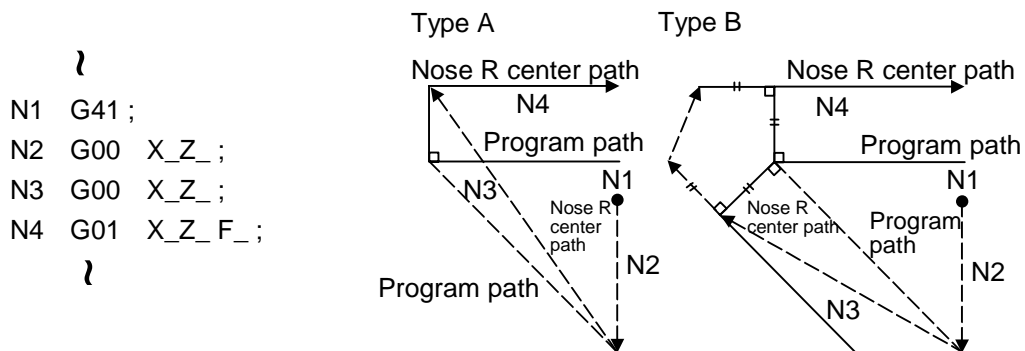 N1 G41 ;
N2 G00 X_Z_ ;
N3 G00 X_Z_ ;
N4 G01 X_Z_ F_ ;
Type A
Nose R center path
N4
Program path
N3
N1
Nose R
center
path
N2
Program path
Type B
Nose R center path
N4
Program path
N1
Nose R
center path
Program
path
N2
N3